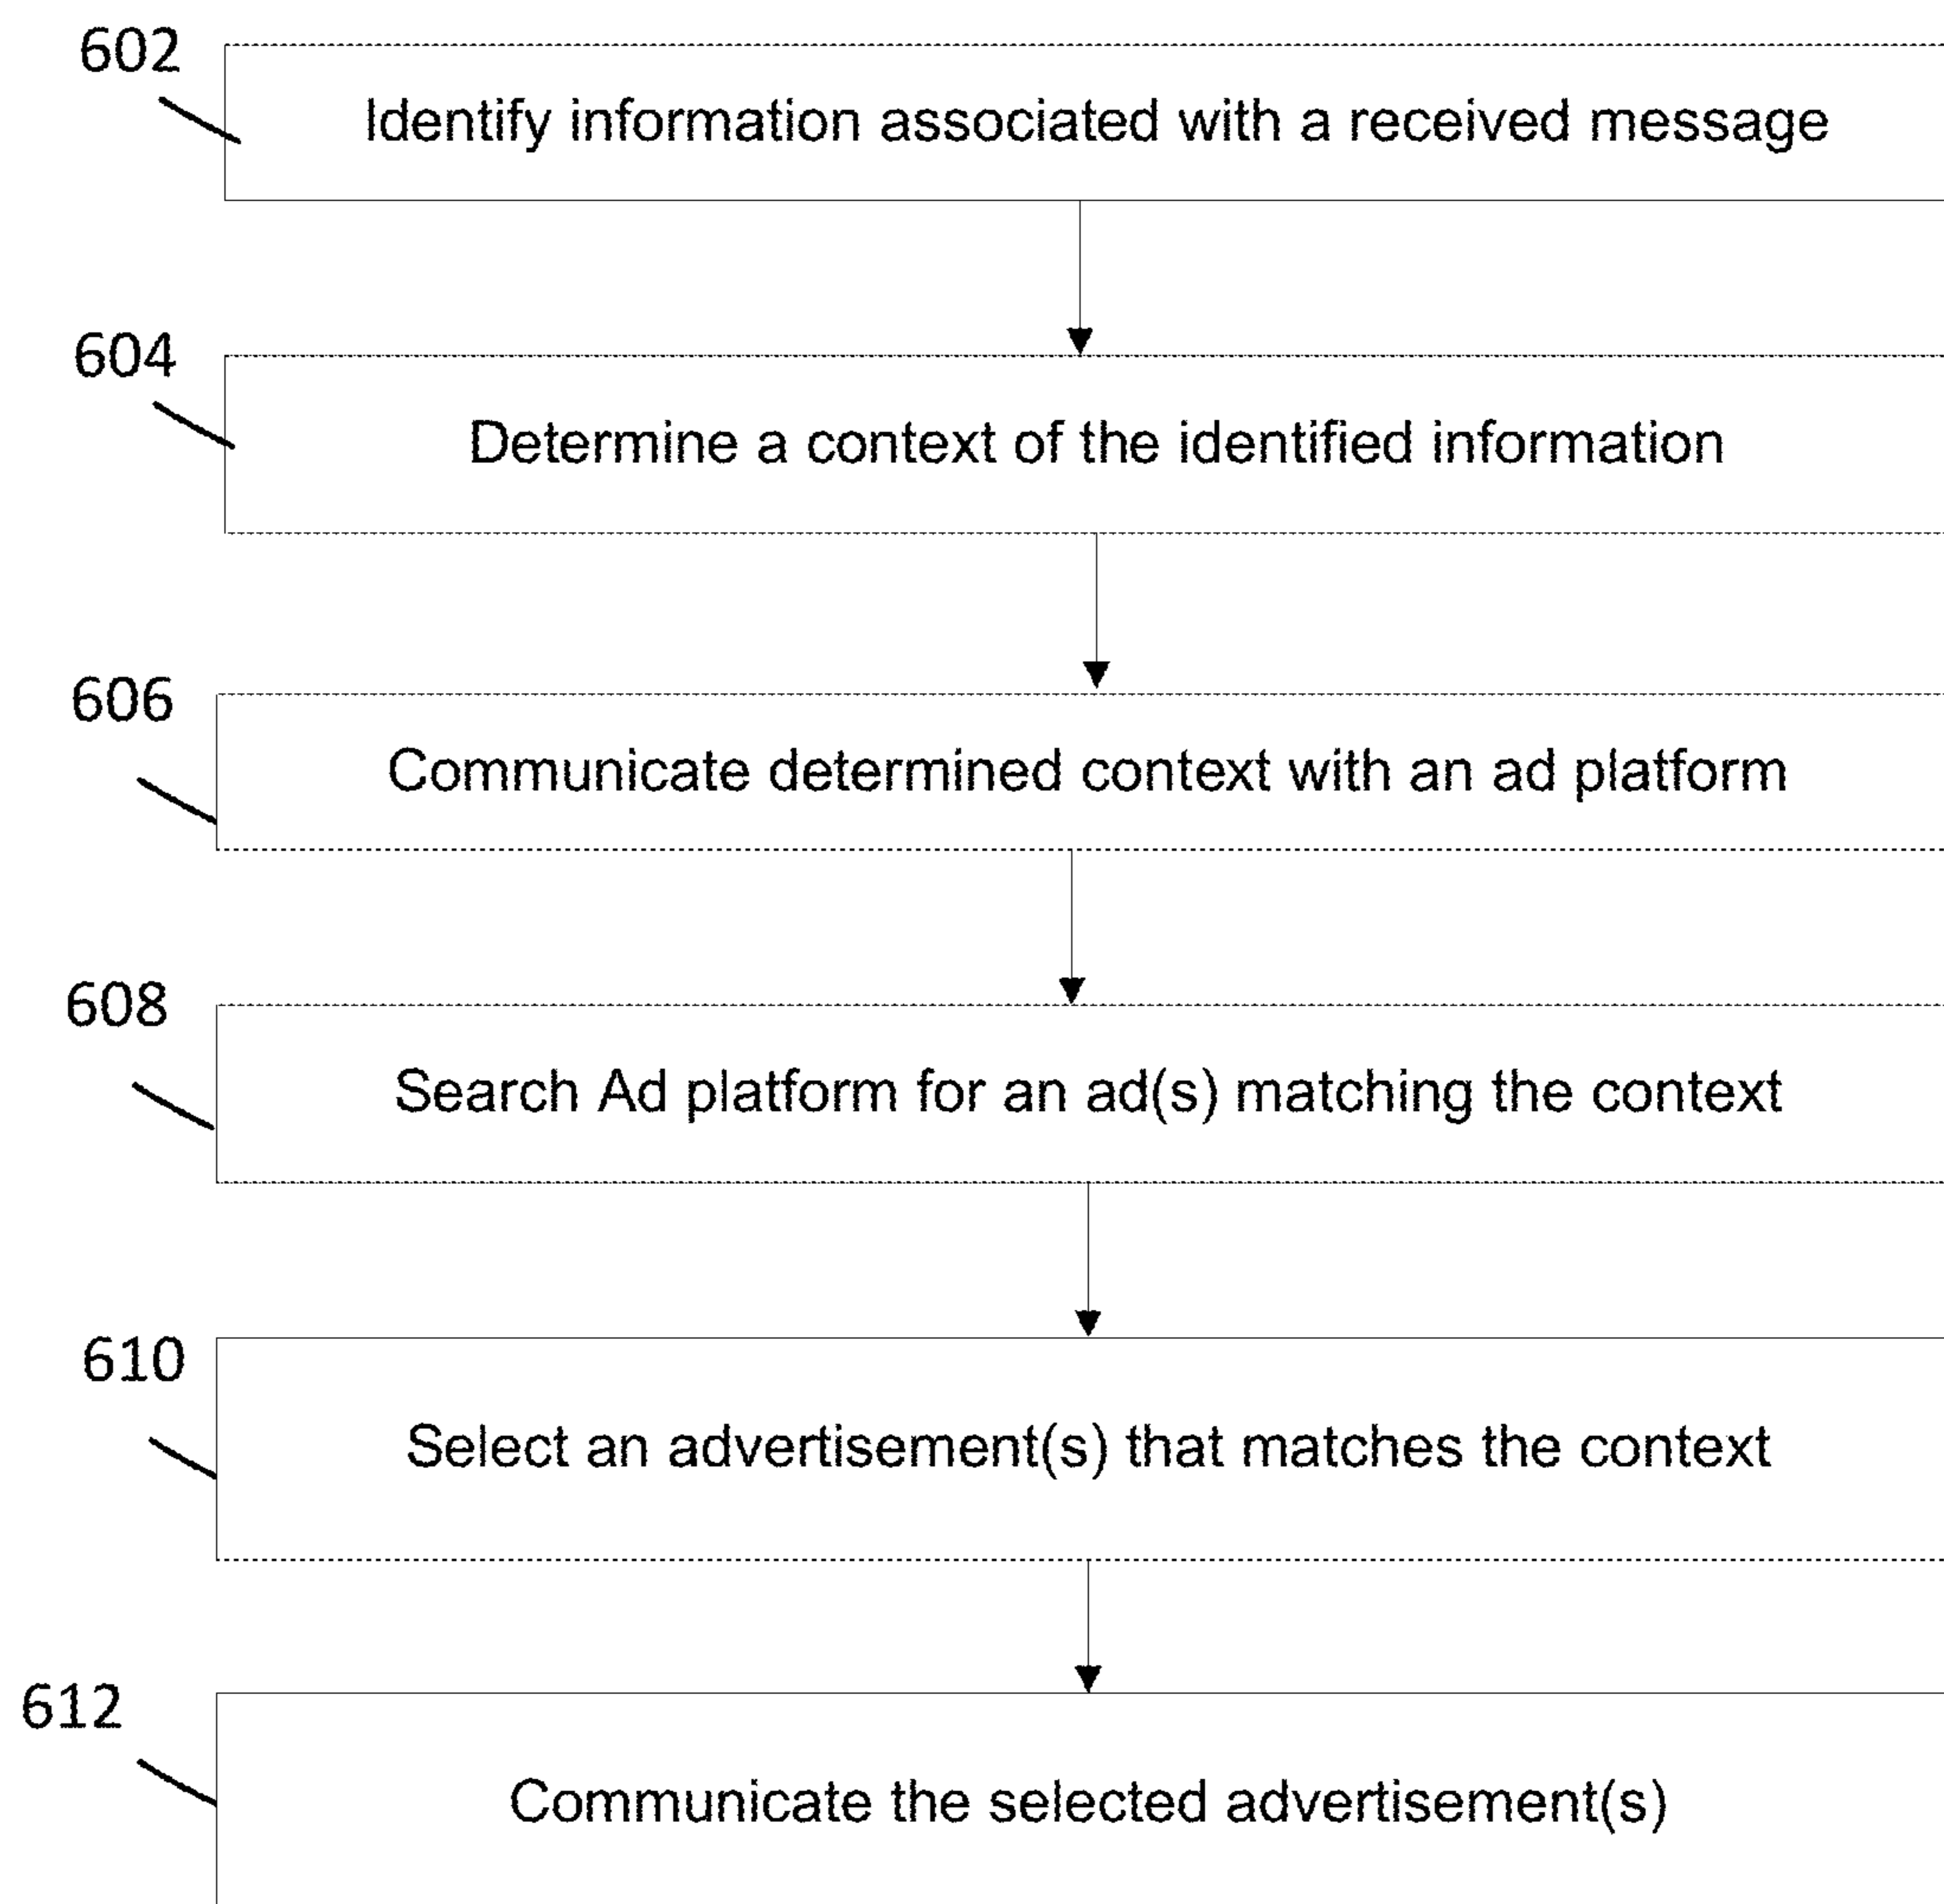 602
Identify information associated with a received message
604
Determine a context of the identified information
606
Communicate determined context with an ad platform
608
Search Ad platform for an ad(s) matching the context
610
Select an advertisement(s) that matches the context
612
Communicate the selected advertisement(s)